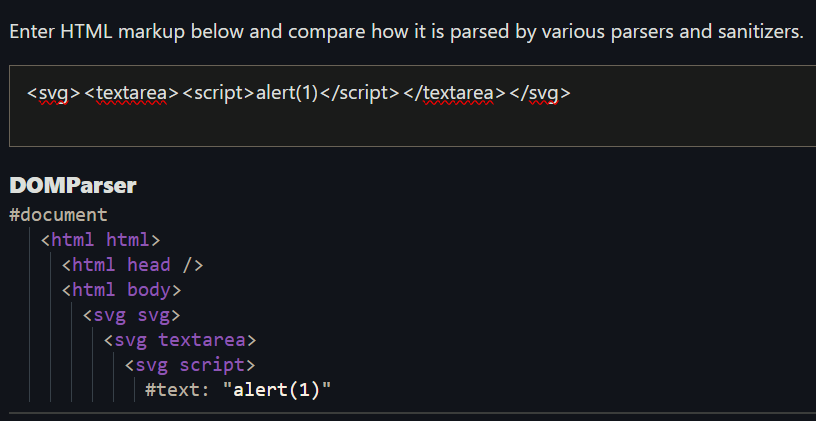 Enter HTML markup below and compare how it is parsed by various parsers and sanitizers.
<svg><textarea><script>alert(1)</script></textarea></svg>
DOMParser
#document
<html html>
<html head />
<html body>
<svg svg>
<svg textarea>
<svg script>
#text: "alert(1)"